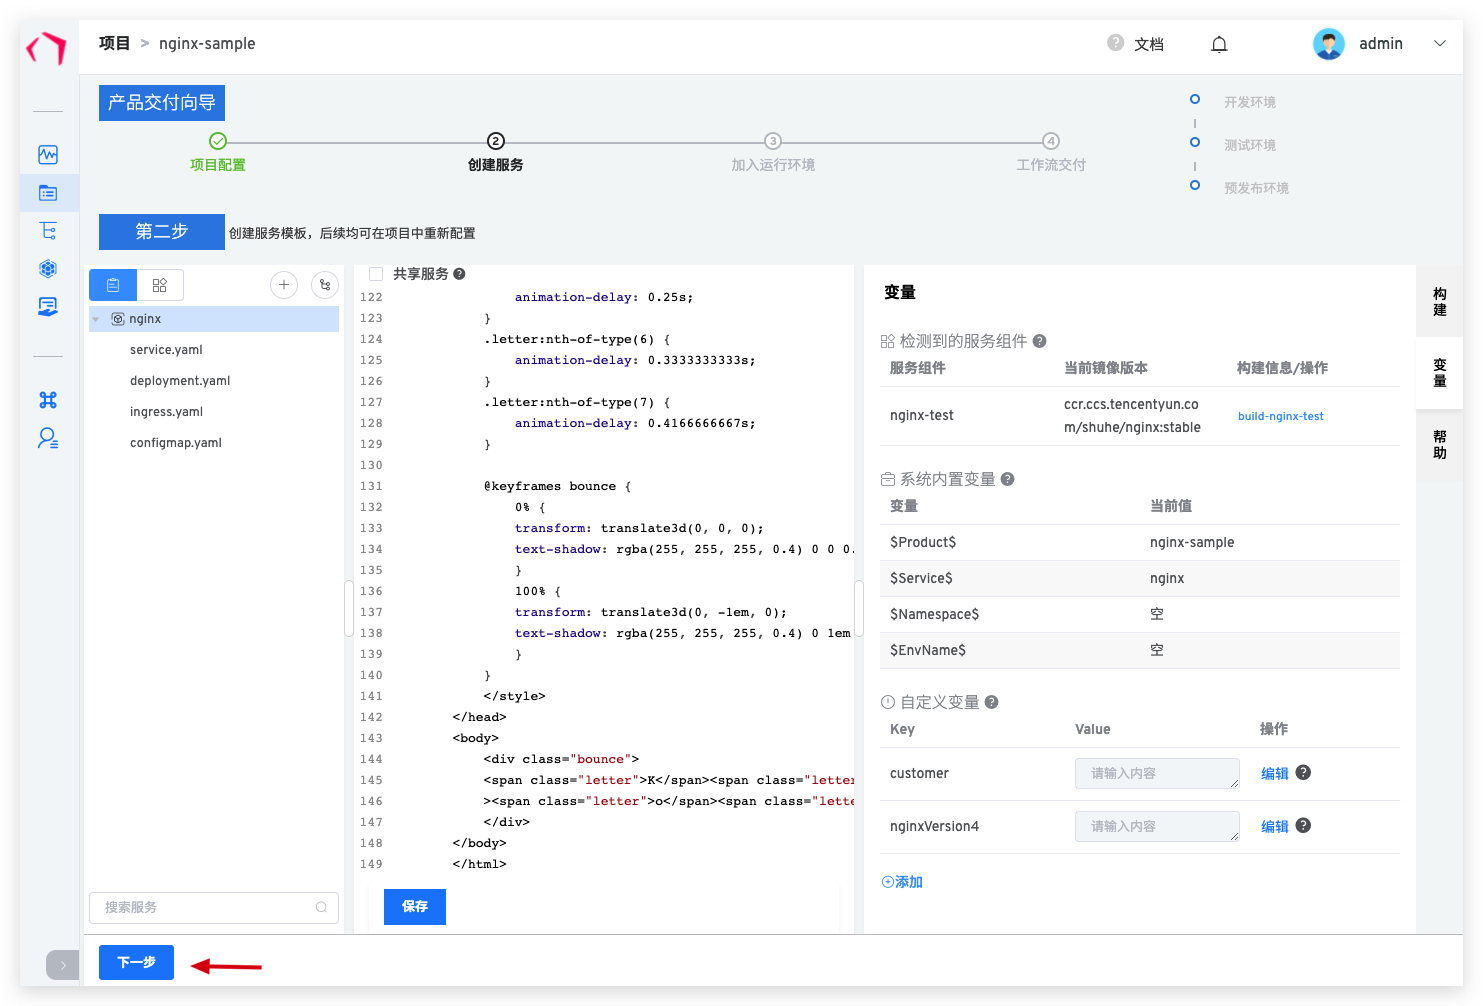 项目 > nginx-sample
? 文档
admin
产品交付向导
项目配置
2
创建服务
3
加入运行环境
4
工作流交付
开发环境
测试环境
预发布环境
第二步
创建服务模板，后续均可在项目中重新配置
nginx
service.yaml
deployment.yaml
ingress.yaml
configmap.yaml
搜索服务
共享服务 ?
122 animation-delay: 0.25s;
123 }
124 .letter:nth-of-type(6) {
125 animation-delay: 0.3333333333s;
126 }
127 .letter:nth-of-type(7) {
128 animation-delay: 0.4166666667s;
129 }
130
131 @keyframes bounce {
132 0% {
133 transform: translate3d(0, 0, 0);
134 text-shadow: rgba(255, 255, 255, 0.4) 0 0 0.
135 }
136 100% {
137 transform: translate3d(0, -1em, 0);
138 text-shadow: rgba(255, 255, 255, 0.4) 0 1em
139 }
140 }
141 </style>
142 </head>
143 <body>
144 <div class="bounce">
145 <span class="letter">K</span><span class="letter
146 ><span class="letter">o</span><span class="lette
147 </div>
148 </body>
149 </html>
保存
变量
检测到的服务组件 ?
服务组件 当前镜像版本 构建信息/操作
nginx-test ccr.ccs.tencentyun.co
m/shuhe/nginx:stable build-nginx-test
系统内置变量 ?
变量 当前值
$Product$ nginx-sample
$Service$ nginx
$Namespace$ 空
$EnvName$ 空
自定义变量 ?
Key Value 操作
customer 请输入内容 编辑 ?
nginxVersion4 请输入内容 编辑 ?
添加
构建
变量
帮助
下一步